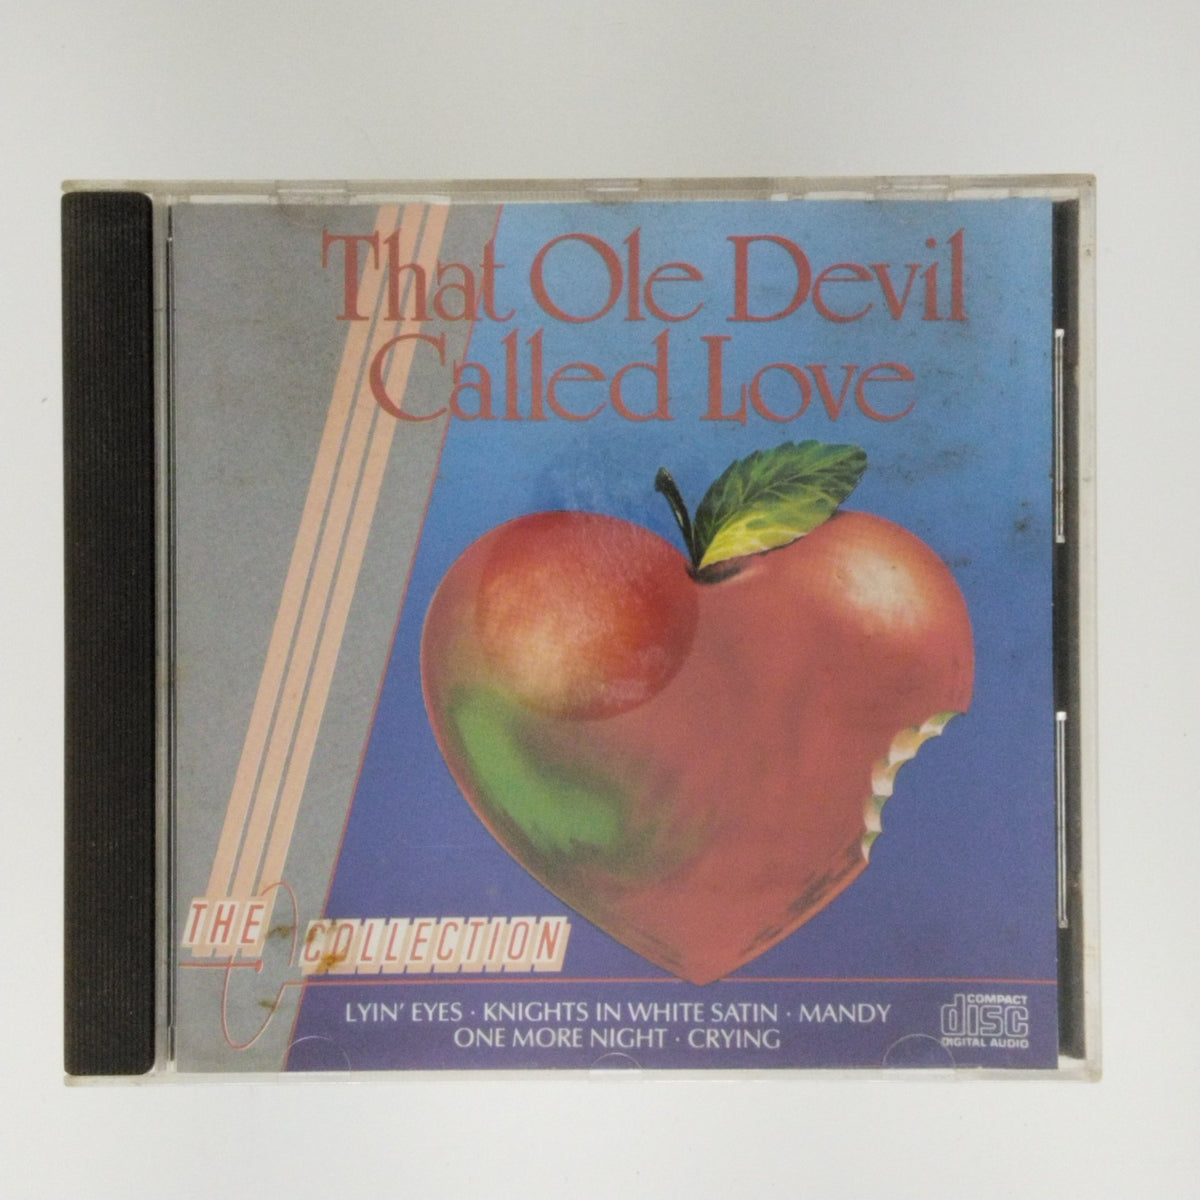 That Ole Devil
Called Love
THE COLLECTION
LYIN' EYES · KNIGHTS IN WHITE SATIN · MANDY
ONE MORE NIGHT · CRYING
COMPACT
disc
DIGITAL AUDIO